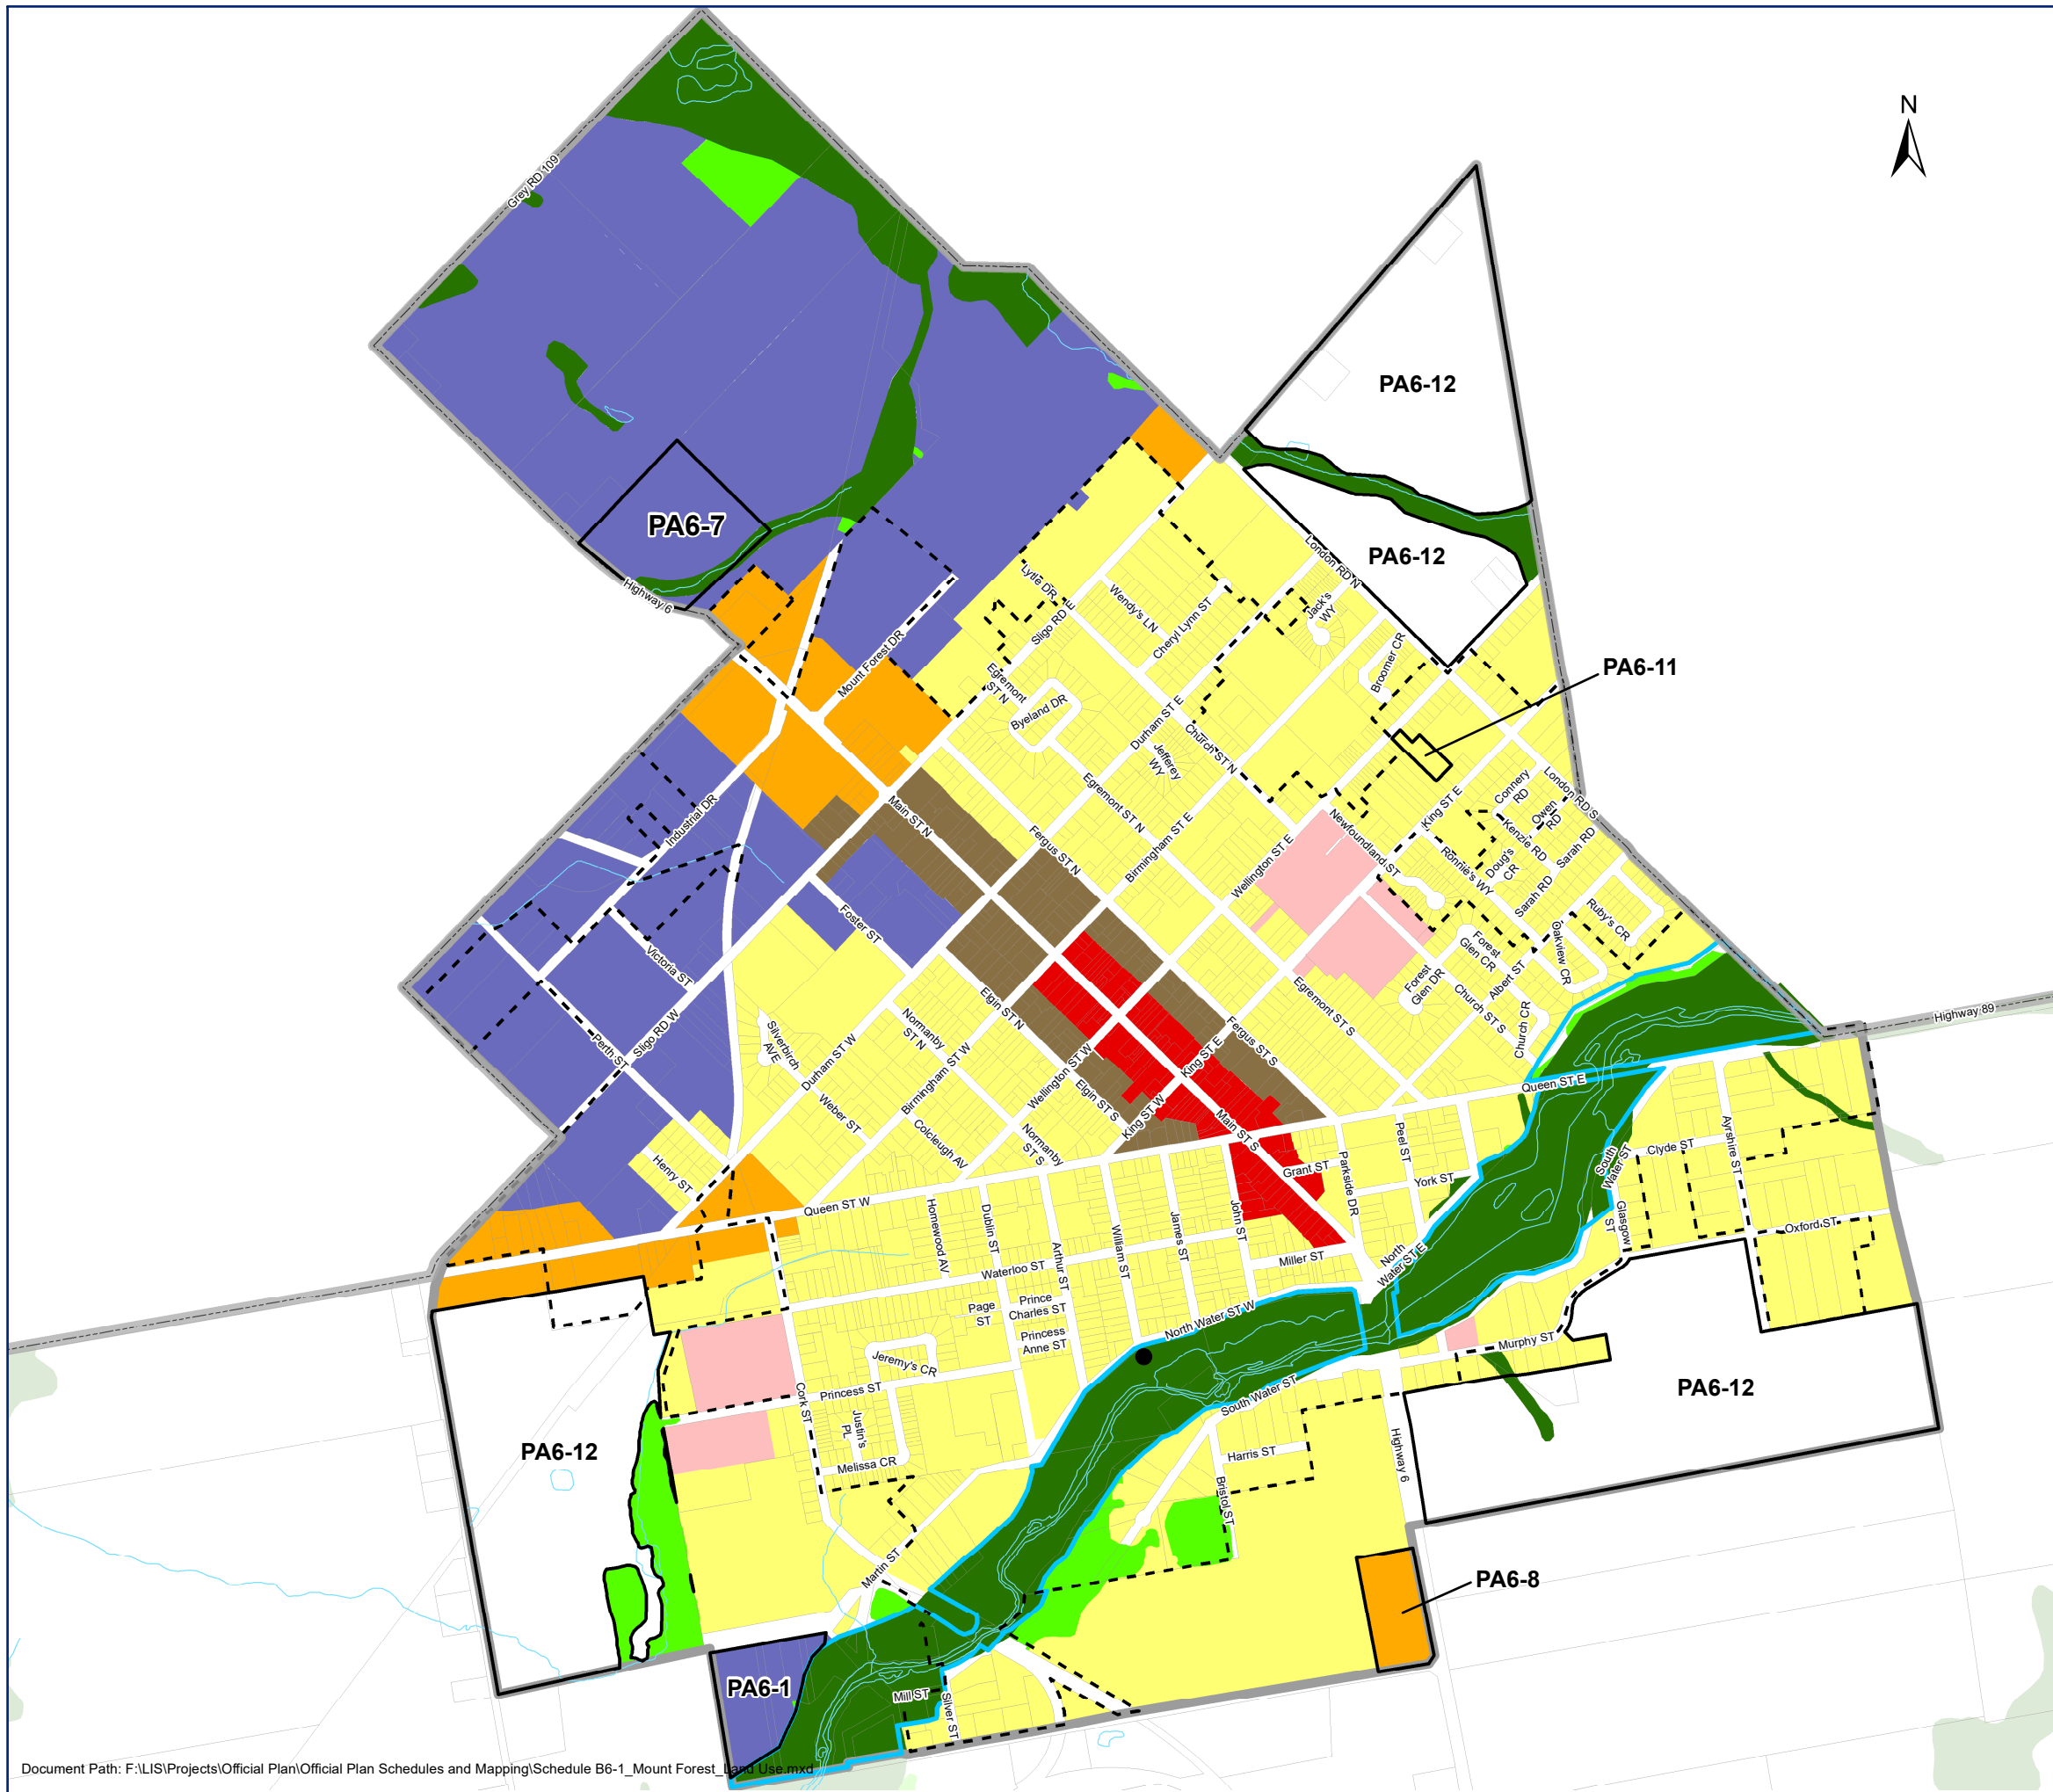 N
Grey RD 109
PA6-12
PA6-7
PA6-12
London RD N
Highway 6
Lytle DR
Wendy's LN
Cheryl Lynn ST
Jack's
WY
Sligo RD E
Mount Forest DR
Broomer CR
PA6-11
Egremont
ST N
Byeland DR
Durham ST E
Church ST N
Jefferey
WY
Industrial DR
Main ST N
Egremont ST N
Connery
RD
London RD S
Owen
RD
King ST E
Kenzie RD
Sarah RD
Newfoundland ST
Fergus ST N
Birmingham ST E
Wellington ST E
Ronnie's WY
Doug's
CR
Sarah RD
Ruby's CR
Foster ST
Victoria ST
Oakview CR
Forest
Glen CR
Albert ST
Forest
Glen DR
Church ST S
Egremont ST S
Elgin ST N
Normanby
ST N
Sligo RD W
Perth ST
Silverbirch
AVE
Durham ST W
Birmingham ST W
Wellington ST W
King ST E
Fergus ST S
Church CR
Highway 89
Queen ST E
Weber ST
Elgin ST S
King ST W
Main ST S
Colcleugh AV
Normanby
ST S
Henry ST
Grant ST
Peel ST
Parkside DR
York ST
South
Water ST
Clyde ST
Ayrshire ST
Glasgow
ST
Oxford ST
Queen ST W
Homewood AV
Dublin ST
Arthur ST
William ST
James ST
John ST
Miller ST
North
Water ST E
Waterloo ST
Prince
Charles ST
Page
ST
Princess
Anne ST
North Water ST W
Murphy ST
Jeremy's CR
Princess ST
Cork ST
South Water ST
PA6-12
PA6-12
Justin's
PL
Melissa CR
Harris ST
Highway 6
Bristol ST
Martin ST
PA6-8
PA6-1
Mill ST
Silver ST
Document Path: F:\LIS\Projects\Official Plan\Official Plan Schedules and Mapping\Schedule B6-1_Mount Forest_Land Use.mxd